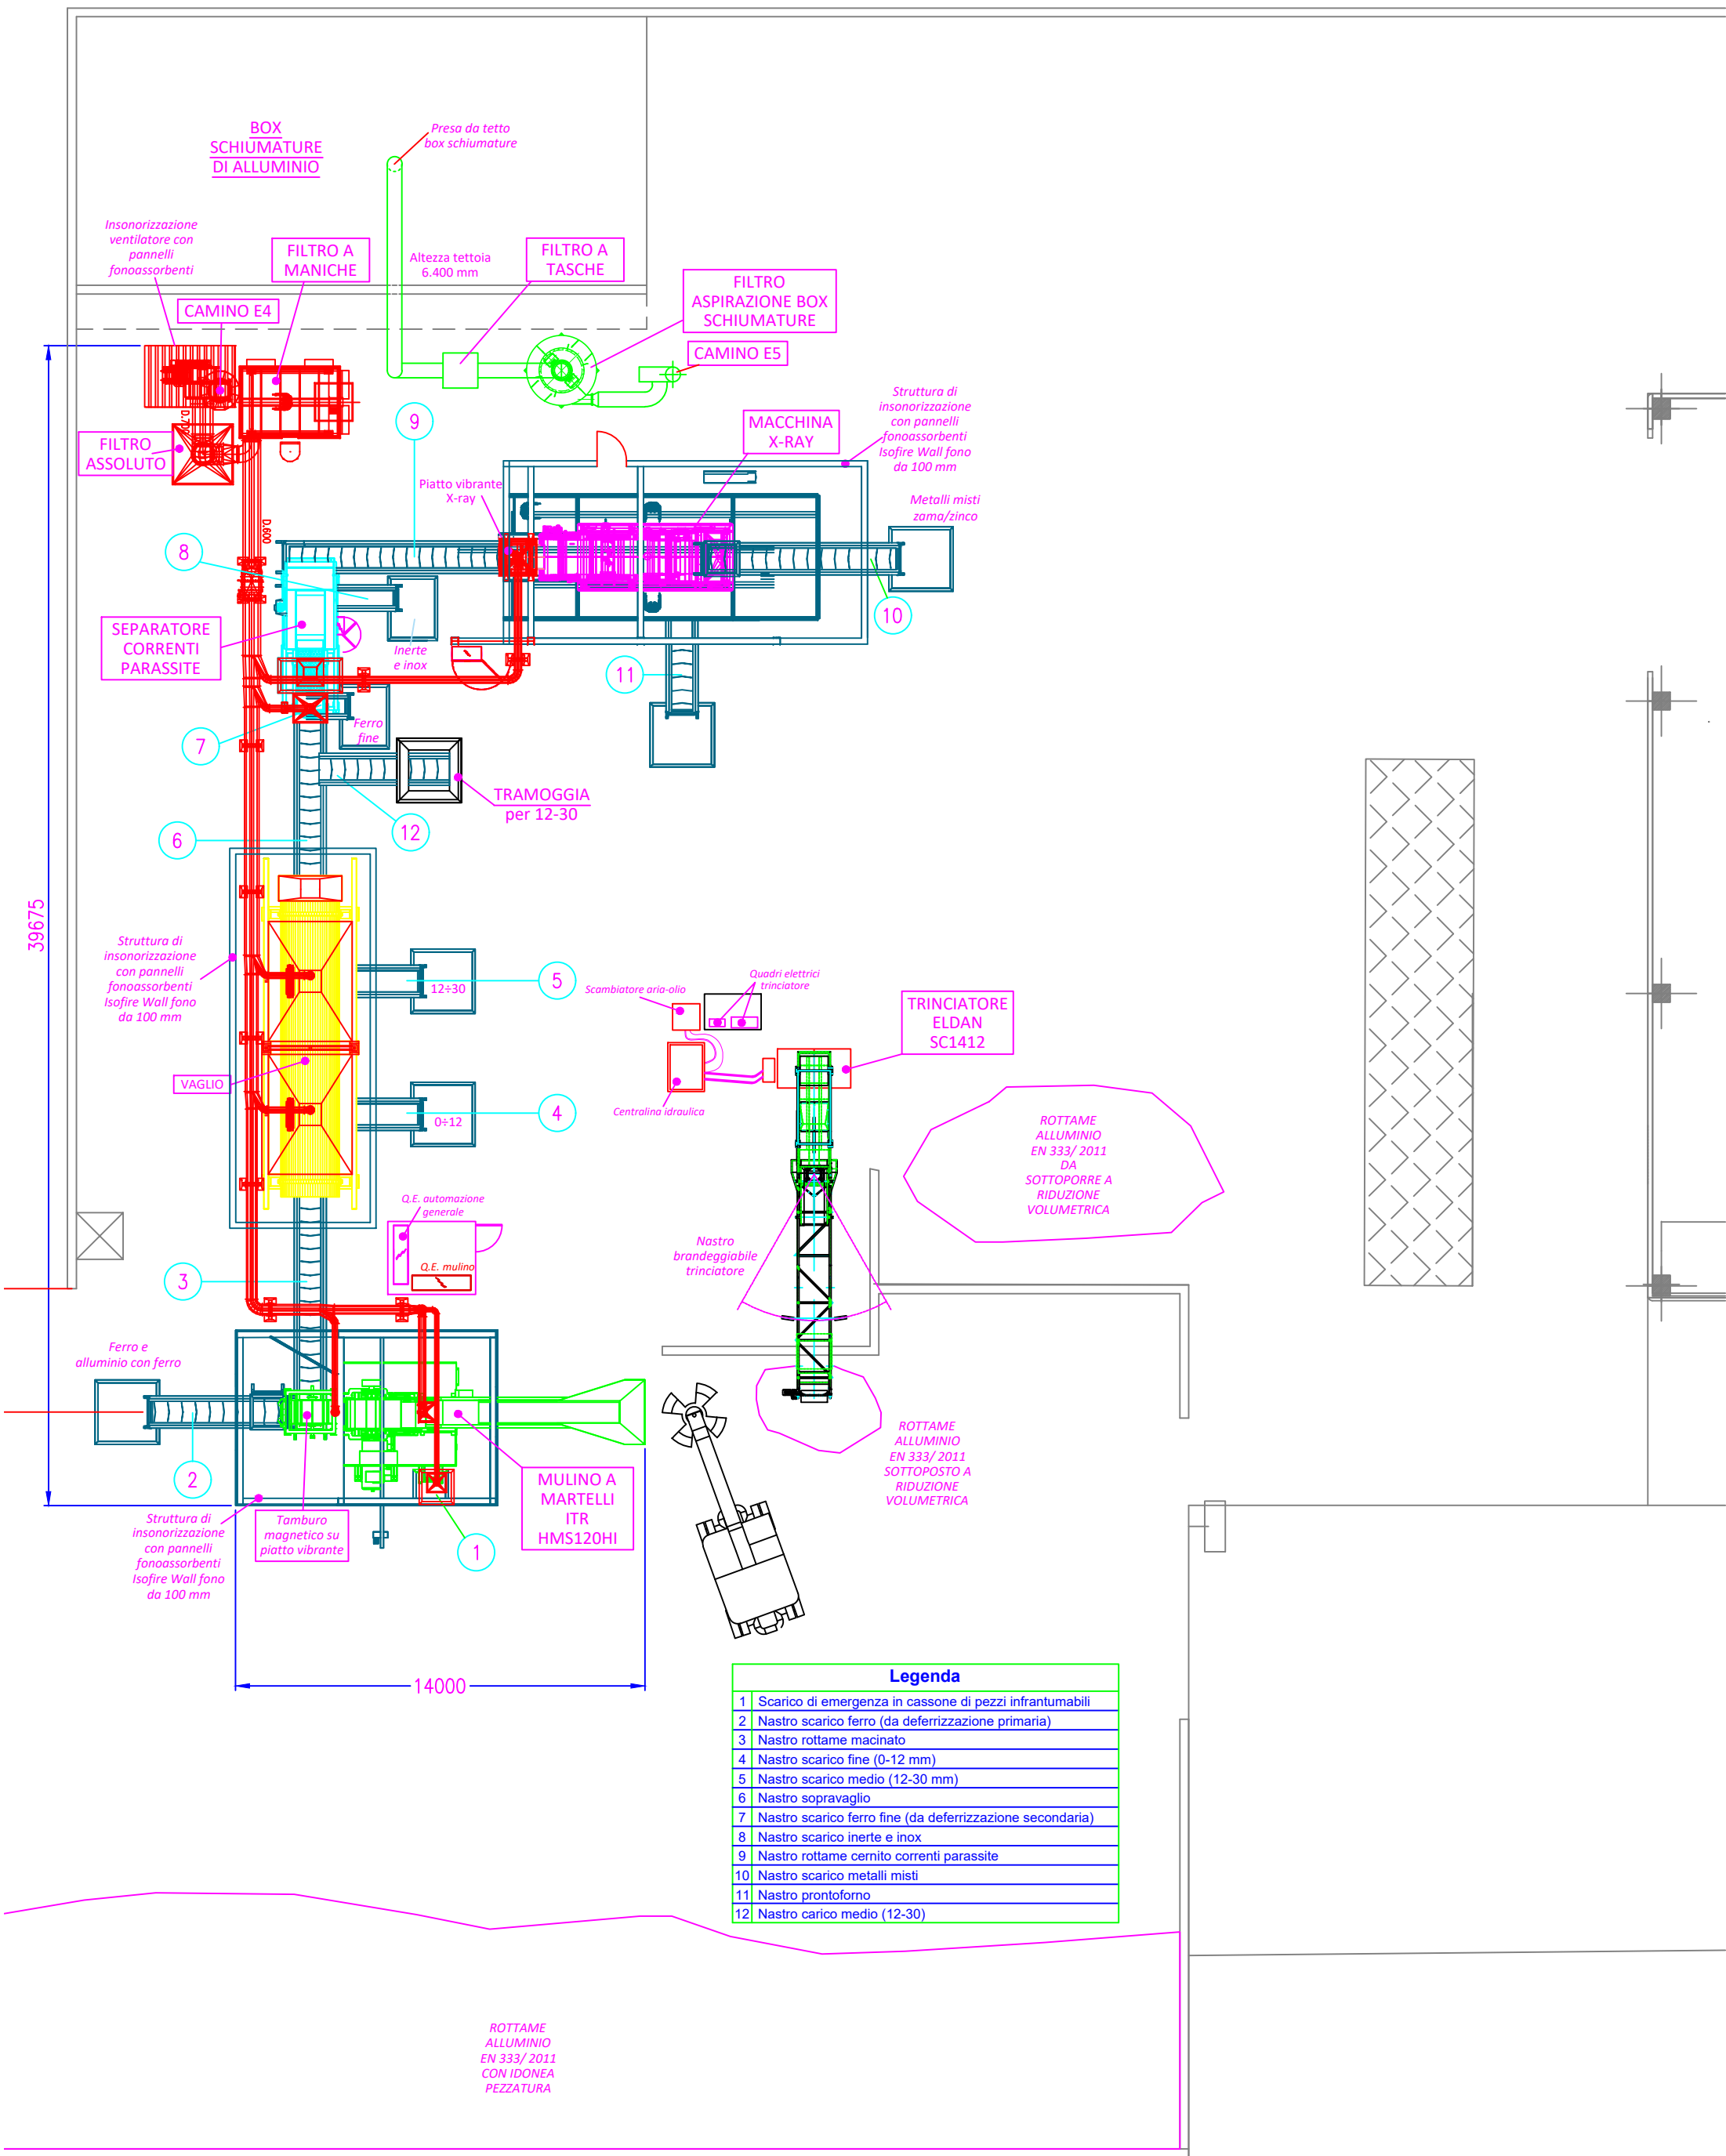 BOX
SCHIUMATURE
DI ALLUMINIO
Presa da tetto
box schiumature
Insonorizzazione
ventilatore con
pannelli
fonoassorbenti
FILTRO A
MANICHE
Altezza tettoia
6.400 mm
FILTRO A
TASCHE
FILTRO
ASPIRAZIONE BOX
SCHIUMATURE
CAMINO E4
CAMINO E5
Struttura di
insonorizzazione
con pannelli
fonoassorbenti
Isofire Wall fono
da 100 mm
MACCHINA
X-RAY
9
FILTRO
ASSOLUTO
Piatto vibrante
X-ray
Metalli misti
zama/zinco
D.600
8
10
SEPARATORE
CORRENTI
PARASSITE
Inerte
e inox
11
Ferro
fine
7
TRAMOGGIA
per 12-30
12
6
39675
Struttura di
insonorizzazione
con pannelli
fonoassorbenti
Isofire Wall fono
da 100 mm
12÷30
5
Scambiatore aria-olio
Quadri elettrici
trinciatore
TRINCIATORE
ELDAN
SC1412
VAGLIO
0÷12
4
Centralina idraulica
ROTTAME
ALLUMINIO
EN 333/ 2011
DA
SOTTOPORRE A
RIDUZIONE
VOLUMETRICA
Q.E. automazione
generale
Q.E. mulino
Nastro
brandeggiabile
trinciatore
3
Ferro e
alluminio con ferro
ROTTAME
ALLUMINIO
EN 333/ 2011
SOTTOPOSTO A
RIDUZIONE
VOLUMETRICA
2
MULINO A
MARTELLI
ITR
HMS120HI
Tamburo
magnetico su
piatto vibrante
Struttura di
insonorizzazione
con pannelli
fonoassorbenti
Isofire Wall fono
da 100 mm
1
14000
Legenda
1 Scarico di emergenza in cassone di pezzi infrantumabili
2 Nastro scarico ferro (da deferrizzazione primaria)
3 Nastro rottame macinato
4 Nastro scarico fine (0-12 mm)
5 Nastro scarico medio (12-30 mm)
6 Nastro sopravaglio
7 Nastro scarico ferro fine (da deferrizzazione secondaria)
8 Nastro scarico inerte e inox
9 Nastro rottame cernito correnti parassite
10 Nastro scarico metalli misti
11 Nastro prontoforno
12 Nastro carico medio (12-30)
ROTTAME
ALLUMINIO
EN 333/ 2011
CON IDONEA
PEZZATURA